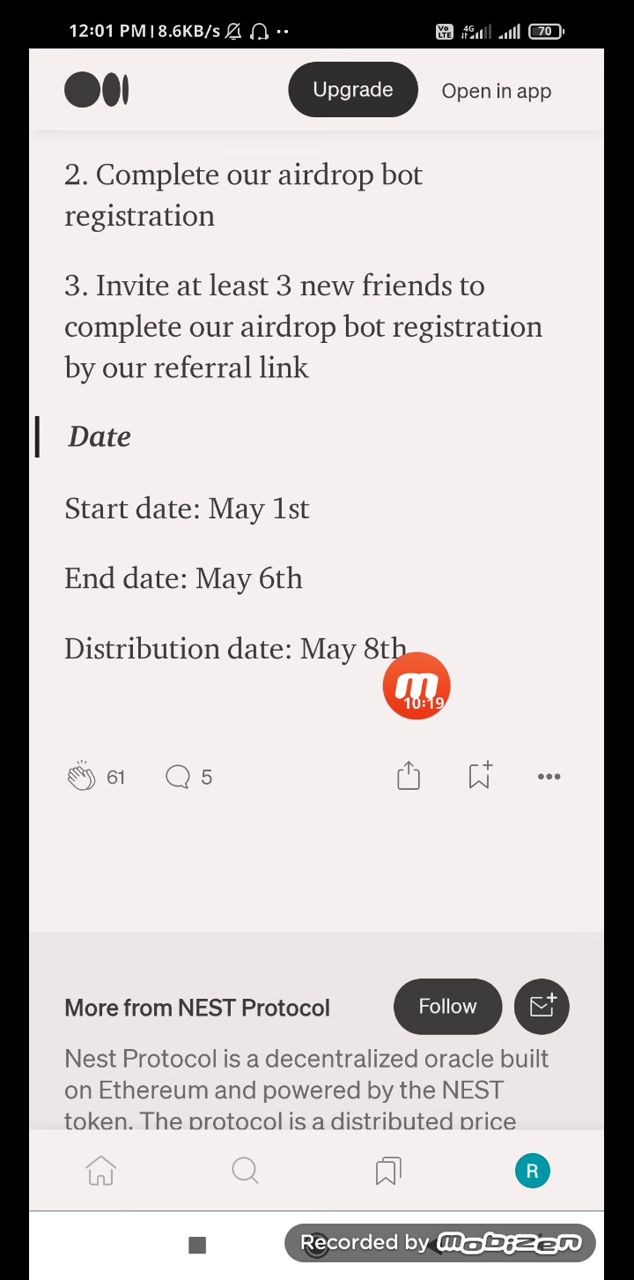 12:01 PM | 8.6KB/s
Vo LTE 4G 70
Upgrade
Open in app
2. Complete our airdrop bot
registration
3. Invite at least 3 new friends to
complete our airdrop bot registration
by our referral link
Date
Start date: May 1st
End date: May 6th
Distribution date: May 8th
m
10:19
61
5
More from NEST Protocol
Follow
Nest Protocol is a decentralized oracle built
on Ethereum and powered by the NEST
token. The protocol is a distributed price
R
Recorded by mobizen